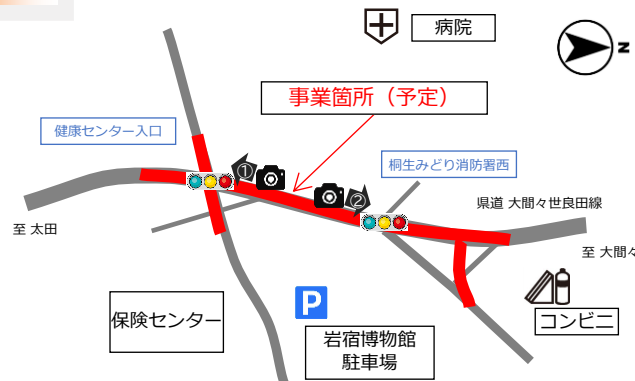 病院
N
事業箇所（予定）
健康センター入口
①
桐生みどり消防署西
②
県道 大間々世良田線
至 太田
至 大間々
P
保険センター
コンビニ
岩宿博物館
駐車場